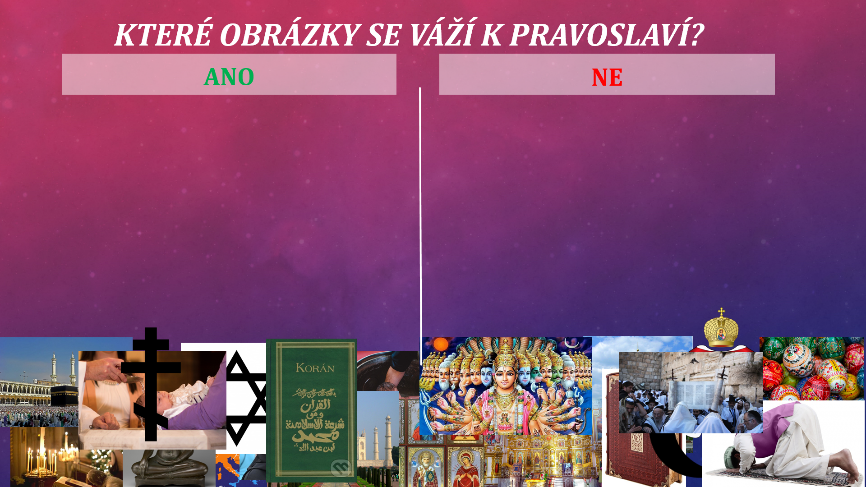 KTERÉ OBRÁZKY SE VÁŽÍ K PRAVOSLAVÍ?
ANO
NE
KORÁN